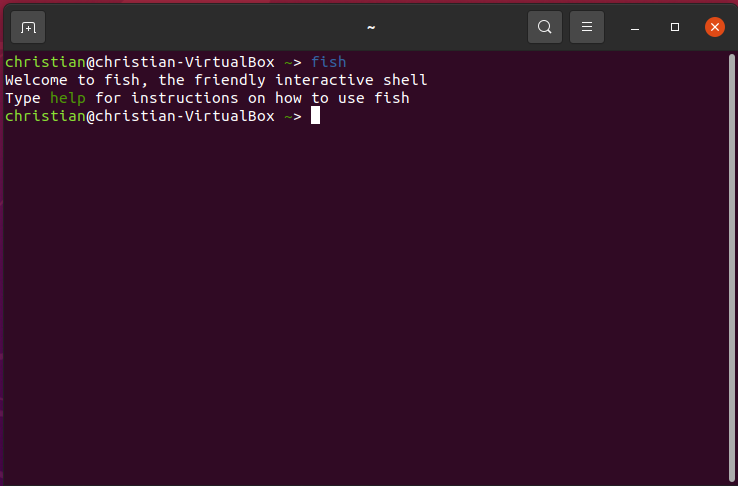 ~
christian@christian-VirtualBox ~> fish
Welcome to fish, the friendly interactive shell
Type help for instructions on how to use fish
christian@christian-VirtualBox ~>